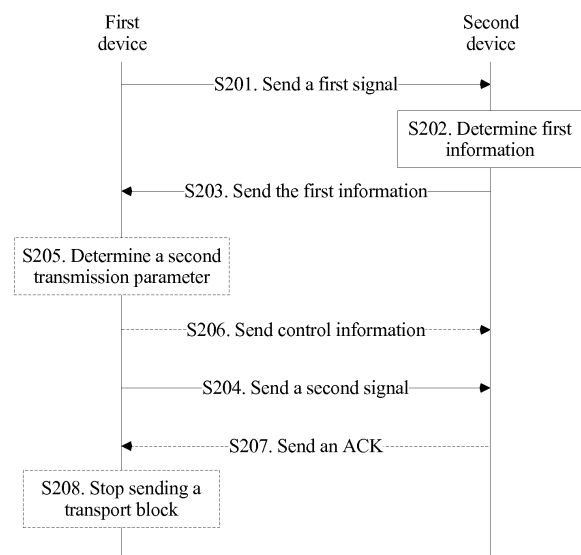 First
device
Second
device
S201. Send a first signal
S202. Determine first
information
S203. Send the first information
S205. Determine a second
transmission parameter
S206. Send control information
S204. Send a second signal
S207. Send an ACK
S208. Stop sending a
transport block